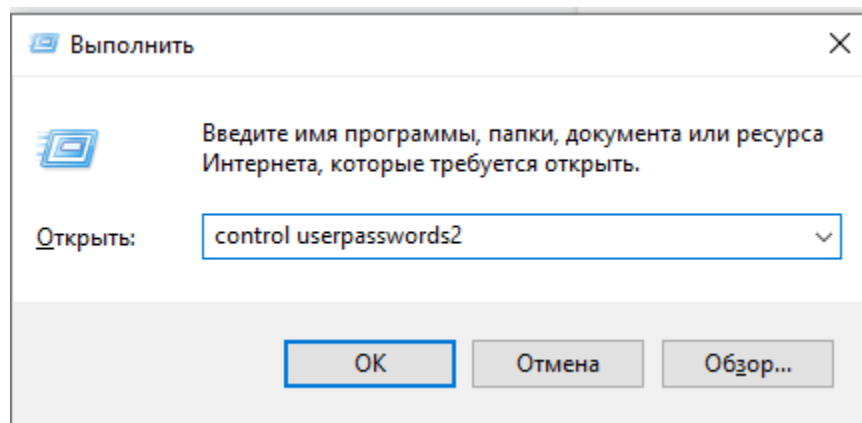 Выполнить
Введите имя программы, папки, документа или ресурса
Интернета, которые требуется открыть.
Открыть: control userpasswords2
OK Отмена Обзор...